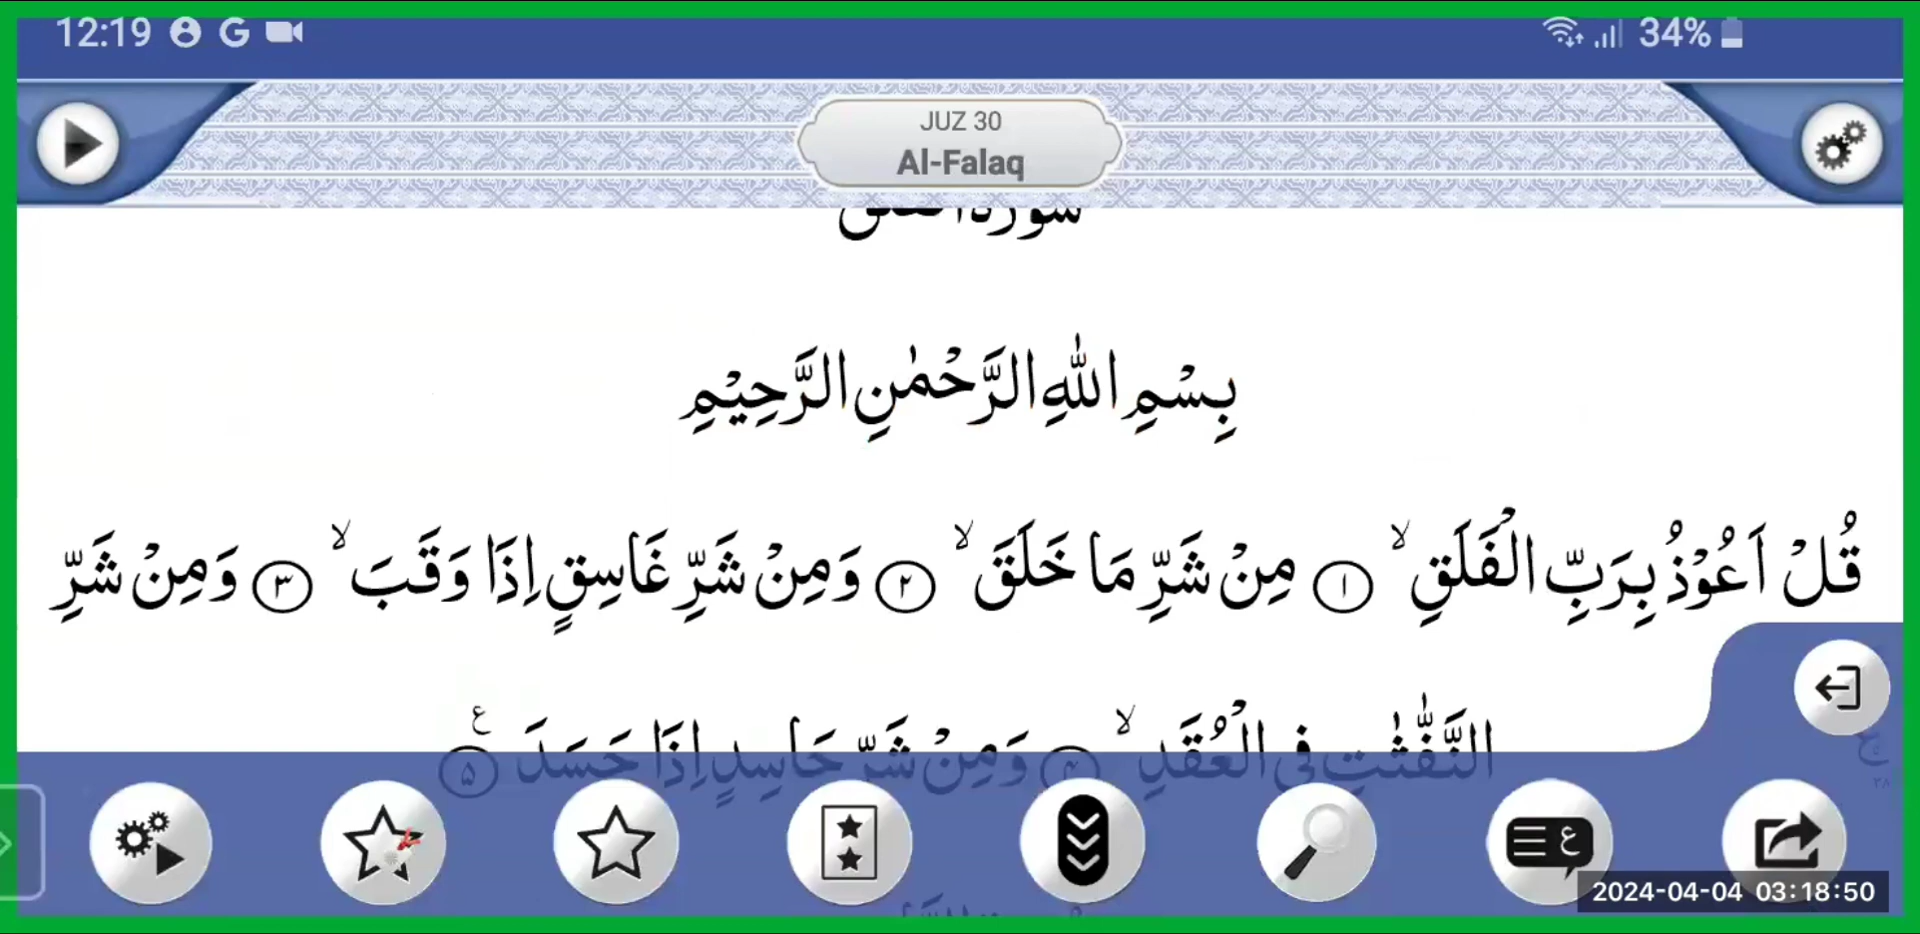 12:19
34%
JUZ 30
Al-Falaq
بِسْمِ اللّٰهِ الرَّحْمٰنِ الرَّحِيْمِ
قُلْ اَعُوْذُ بِرَبِّ الْفَلَقِ ۙ ۝١ مِنْ شَرِّ مَا خَلَقَ ۙ ۝٢ وَمِنْ شَرِّ غَاسِقٍ اِذَا وَقَبَ ۙ ۝٣ وَمِنْ شَرِّ
النَّفّٰثٰتِ فِي الْعُقَدِ ۙ ۝٤ وَمِنْ شَرِّ حَاسِدٍ اِذَا حَسَدَ ۝٥ ع
2024-04-04 03:18:50